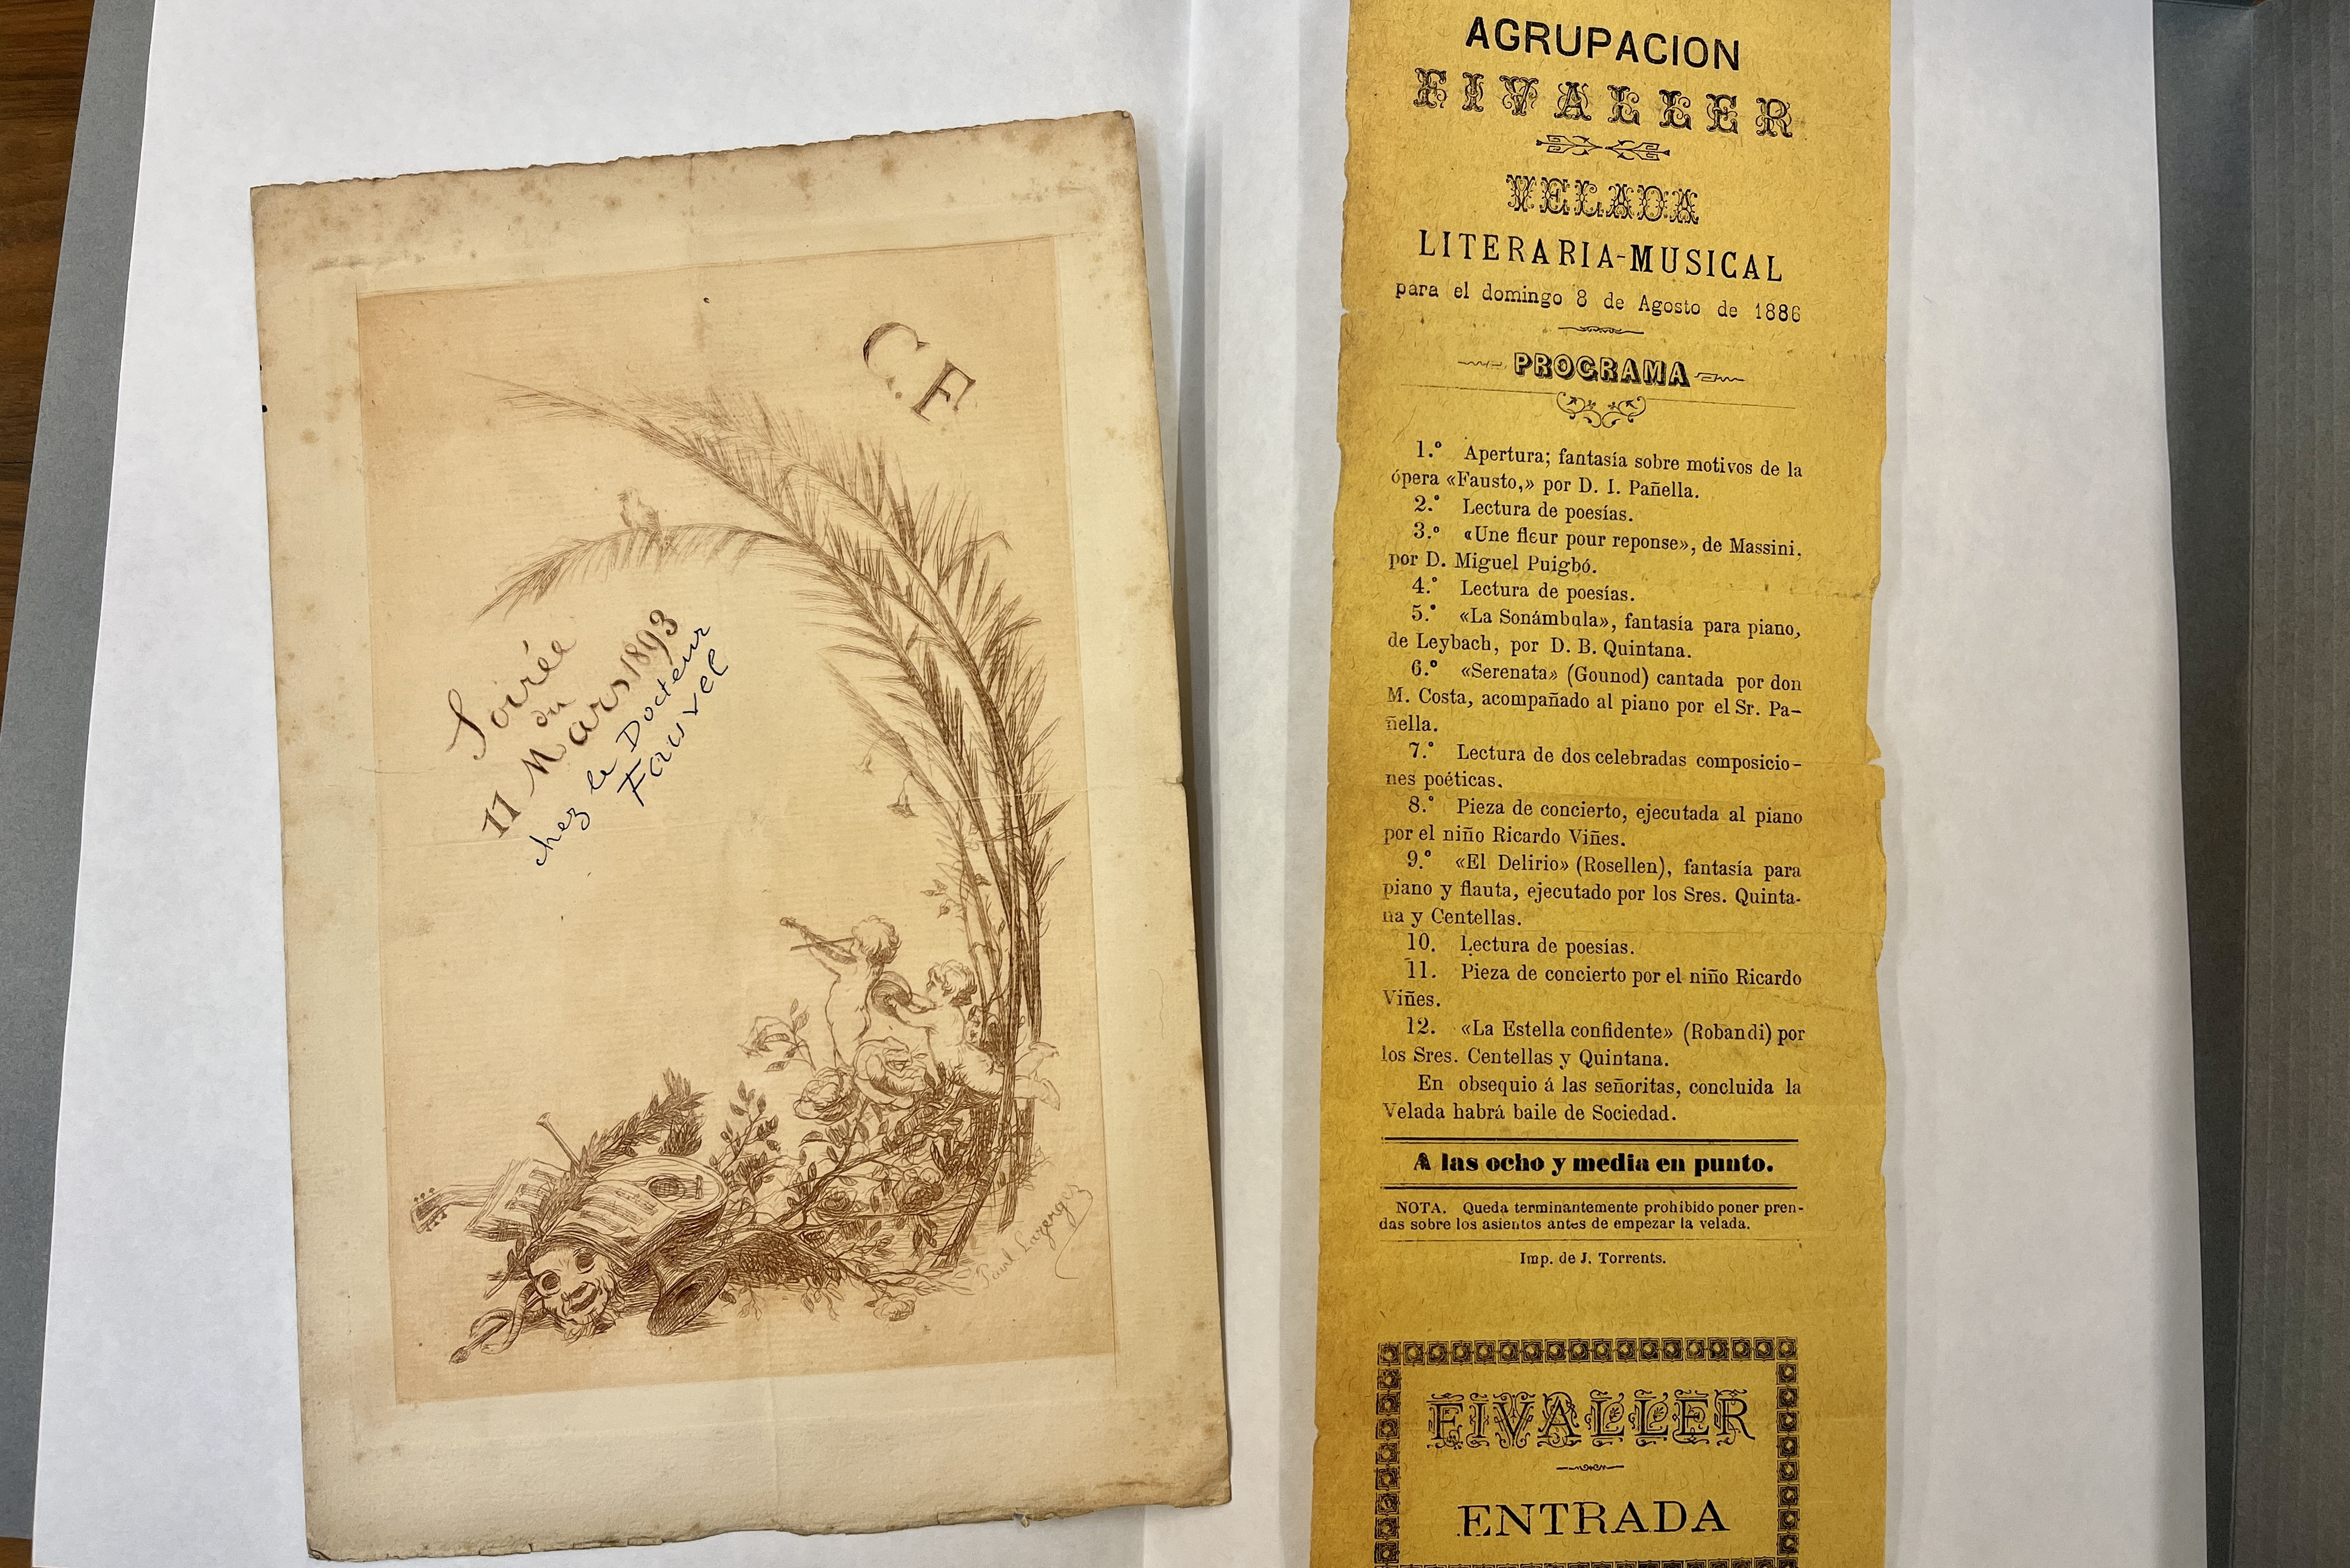 C. F.
Soirée
du
11 Mars 1893
chez le Docteur
Fauvel
Paul Lazerges
AGRUPACION
FIVALLER
VELADA
LITERARIA-MUSICAL
para el domingo 8 de Agosto de 1886
PROGRAMA
1.º Apertura; fantasía sobre motivos de la
ópera «Fausto,» por D. I. Pañella.
2.º Lectura de poesías.
3.º «Une fleur pour reponse», de Massini,
por D. Miguel Puigbó.
4.º Lectura de poesías.
5.º «La Sonámbula», fantasía para piano,
de Leybach, por D. B. Quintana.
6.º «Serenata» (Gounod) cantada por don
M. Costa, acompañado al piano por el Sr. Pa-
ñella.
7.º Lectura de dos celebradas composicio-
nes poéticas.
8.º Pieza de concierto, ejecutada al piano
por el niño Ricardo Viñes.
9.º «El Delirio» (Rosellen), fantasía para
piano y flauta, ejecutado por los Sres. Quinta-
na y Centellas.
10. Lectura de poesías.
11. Pieza de concierto por el niño Ricardo
Viñes.
12. «La Estella confidente» (Robandi) por
los Sres. Centellas y Quintana.
En obsequio á las señoritas, concluida la
Velada habrá baile de Sociedad.
A las ocho y media en punto.
NOTA. Queda terminantemente prohibido poner pren-
das sobre los asientos antes de empezar la velada.
Imp. de J. Torrents.
FIVALLER
ENTRADA